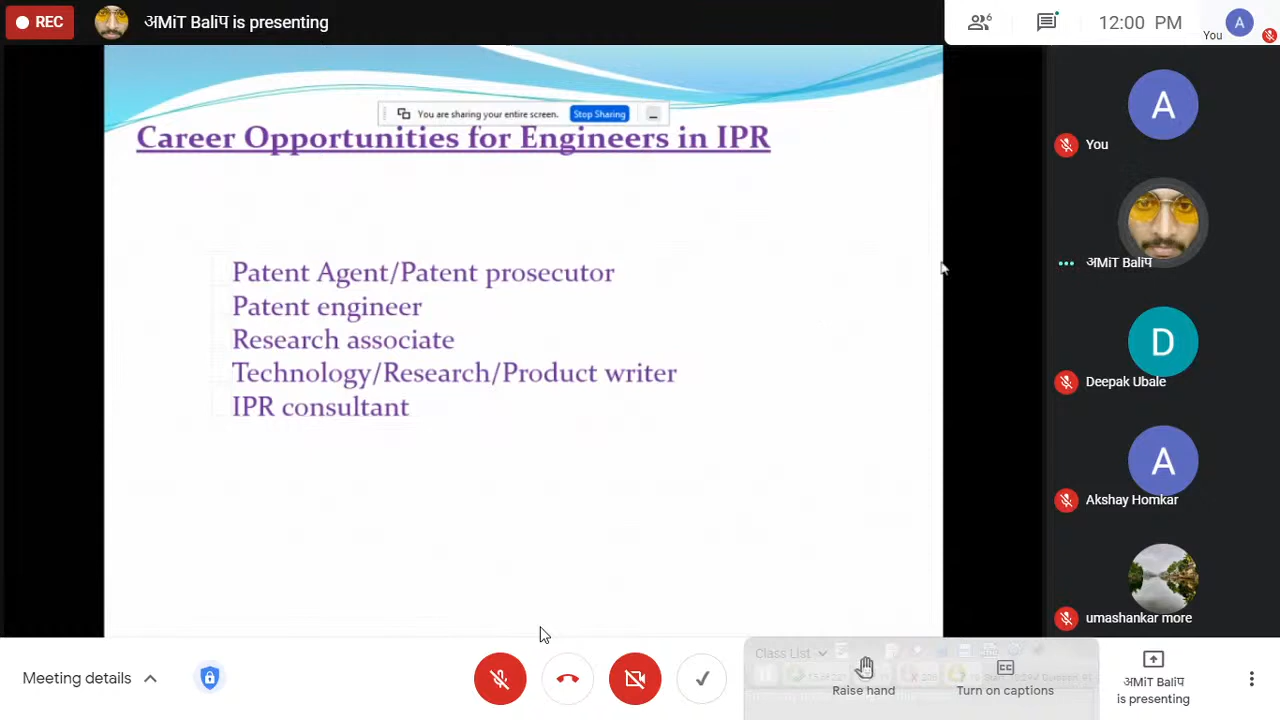 REC
अMiT Baliप is presenting
6
12:00 PM
A
You
You are sharing your entire screen.
Stop Sharing
Career Opportunities for Engineers in IPR
Patent Agent/Patent prosecutor
Patent engineer
Research associate
Technology/Research/Product writer
IPR consultant
A
You
अMiT Baliप
D
Deepak Ubale
A
Akshay Homkar
umashankar more
Meeting details
Class List
Raise hand
CC
Turn on captions
अMiT Baliप
is presenting